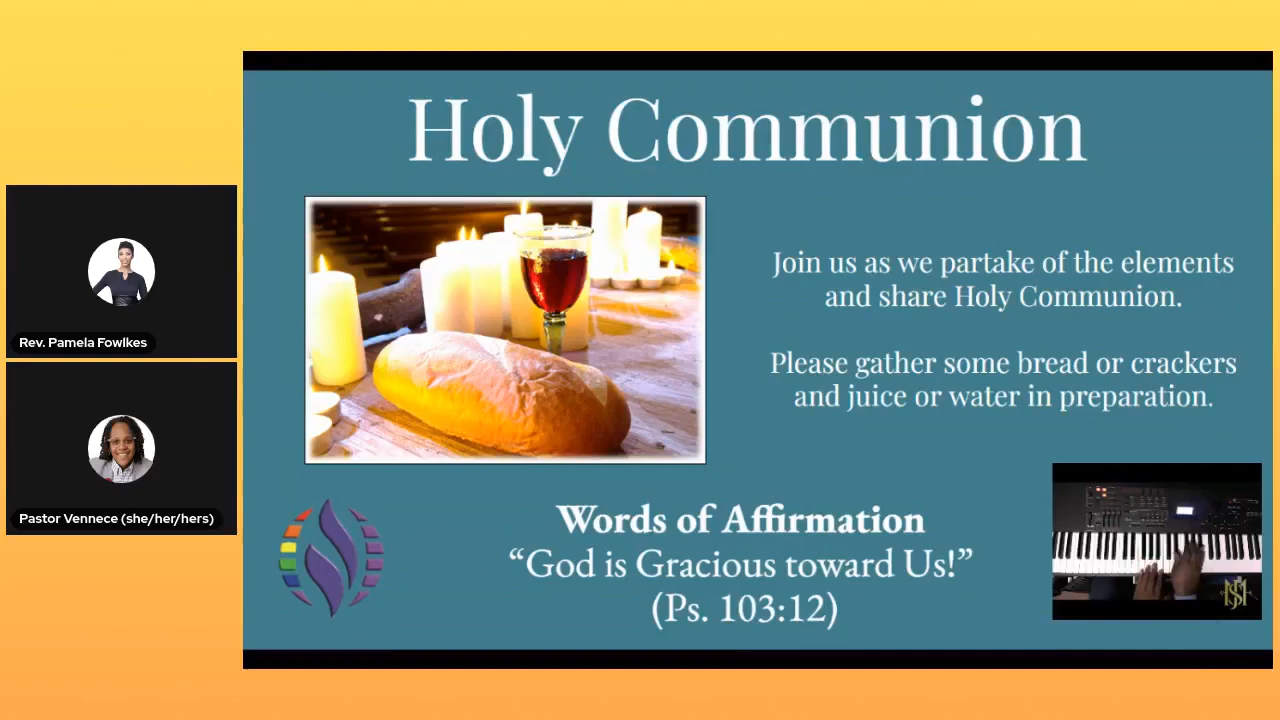 Holy Communion
Join us as we partake of the elements
and share Holy Communion.
Please gather some bread or crackers
and juice or water in preparation.
Rev. Pamela Fowlkes
Pastor Vennece (she/her/hers)
Words of Affirmation
“God is Gracious toward Us!”
(Ps. 103:12)